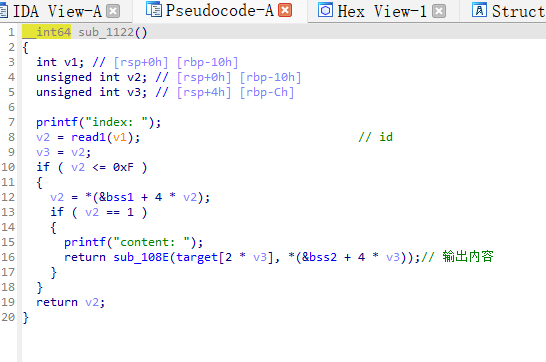 IDA View-A Pseudocode-A Hex View-1 Struct
1 __int64 sub_1122()
2 {
3 int v1; // [rsp+0h] [rbp-10h]
4 unsigned int v2; // [rsp+0h] [rbp-10h]
5 unsigned int v3; // [rsp+4h] [rbp-Ch]
6
7 printf("index: ");
8 v2 = read1(v1); // id
9 v3 = v2;
10 if ( v2 <= 0xF )
11 {
12 v2 = *(&bss1 + 4 * v2);
13 if ( v2 == 1 )
14 {
15 printf("content: ");
16 return sub_108E(target[2 * v3], *(&bss2 + 4 * v3));// 输出内容
17 }
18 }
19 return v2;
20 }